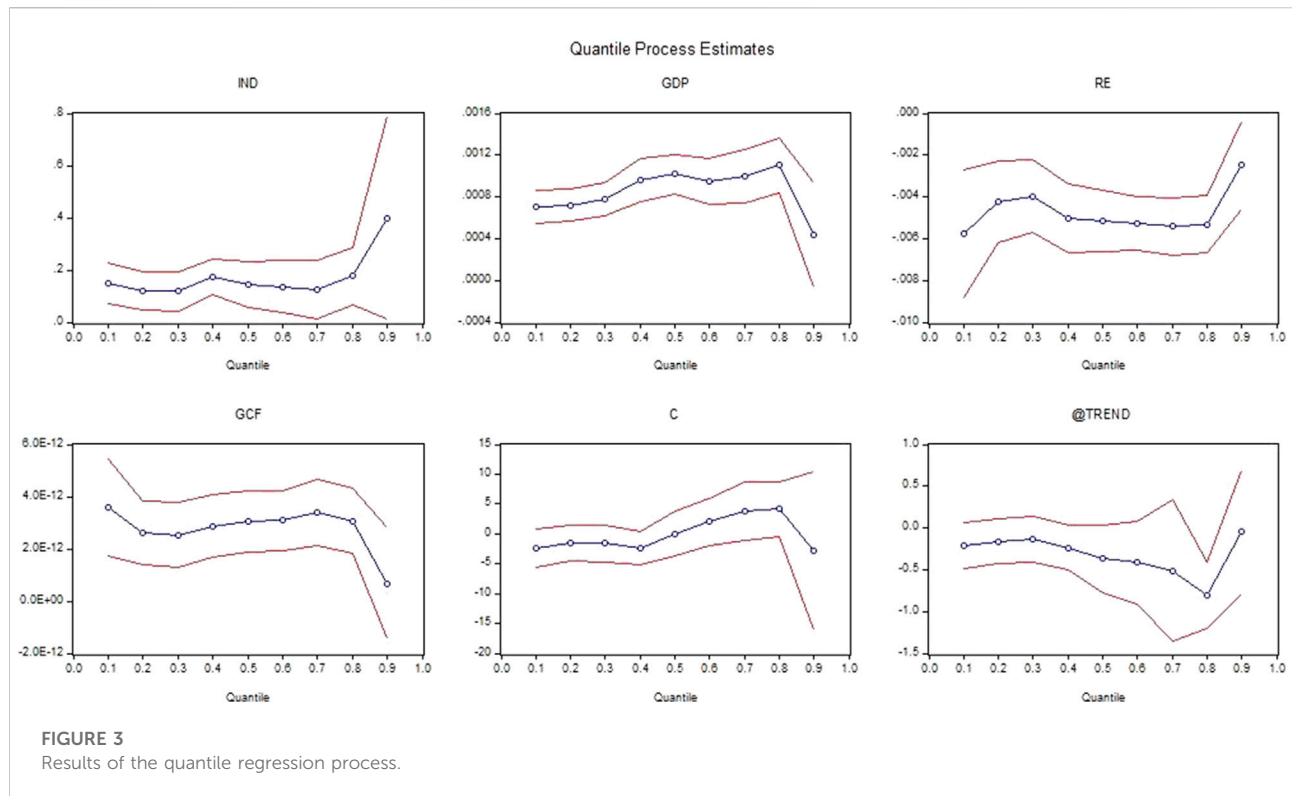 Quantile Process Estimates
IND
GDP
RE
.8
.6
.4
.2
.0
0.0 0.1 0.2 0.3 0.4 0.5 0.6 0.7 0.8 0.9 1.0
Quantile
.0016
.0012
.0008
.0004
.0000
-.0004
0.0 0.1 0.2 0.3 0.4 0.5 0.6 0.7 0.8 0.9 1.0
Quantile
.000
-.002
-.004
-.006
-.008
-.010
0.0 0.1 0.2 0.3 0.4 0.5 0.6 0.7 0.8 0.9 1.0
Quantile
GCF
C
@TREND
6.0E-12
4.0E-12
2.0E-12
0.0E+00
-2.0E-12
0.0 0.1 0.2 0.3 0.4 0.5 0.6 0.7 0.8 0.9 1.0
Quantile
15
10
5
0
-5
-10
-15
-20
0.0 0.1 0.2 0.3 0.4 0.5 0.6 0.7 0.8 0.9 1.0
Quantile
1.0
0.5
0.0
-0.5
-1.0
-1.5
0.0 0.1 0.2 0.3 0.4 0.5 0.6 0.7 0.8 0.9 1.0
Quantile
FIGURE 3
Results of the quantile regression process.